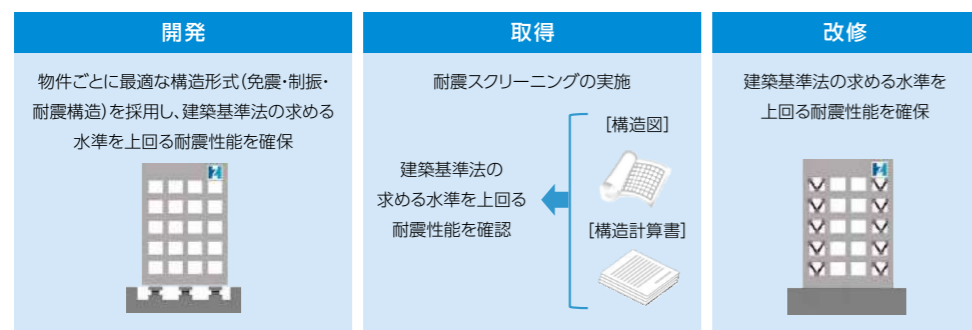 開発
物件ごとに最適な構造形式(免震・制振・
耐震構造)を採用し、建築基準法の求める
水準を上回る耐震性能を確保
取得
耐震スクリーニングの実施
[構造図]
建築基準法の
求める水準を上回る
耐震性能を確認
[構造計算書]
改修
建築基準法の求める水準を
上回る耐震性能を確保